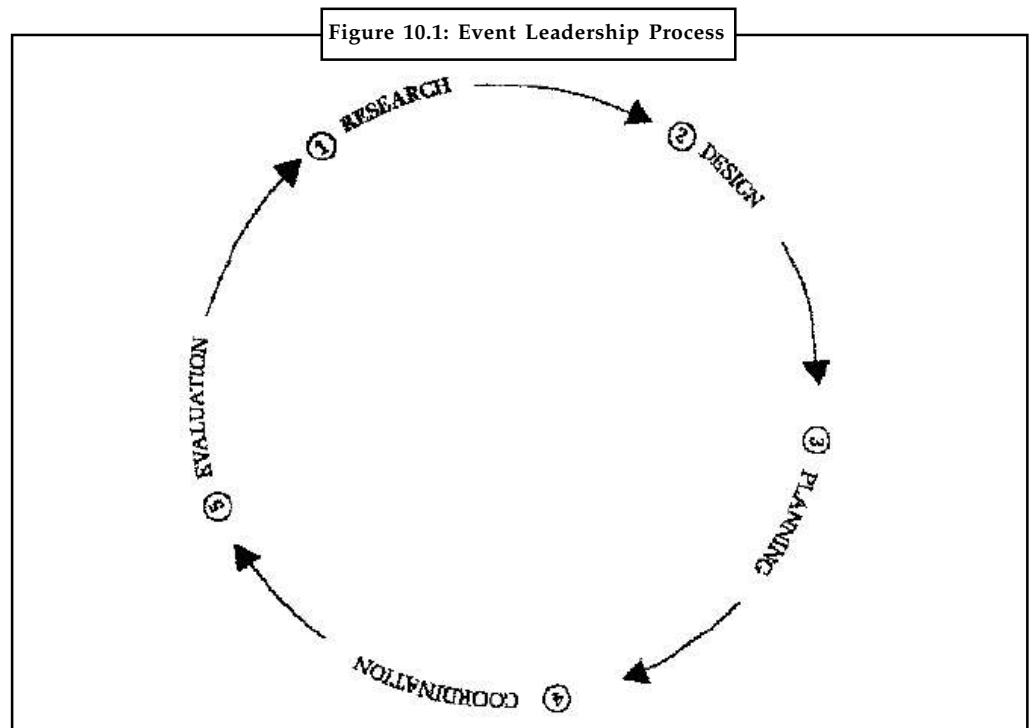 Figure 10.1: Event Leadership Process
1 RESEARCH
2 DESIGN
3 PLANNING
4 COORDINATION
5 EVALUATION